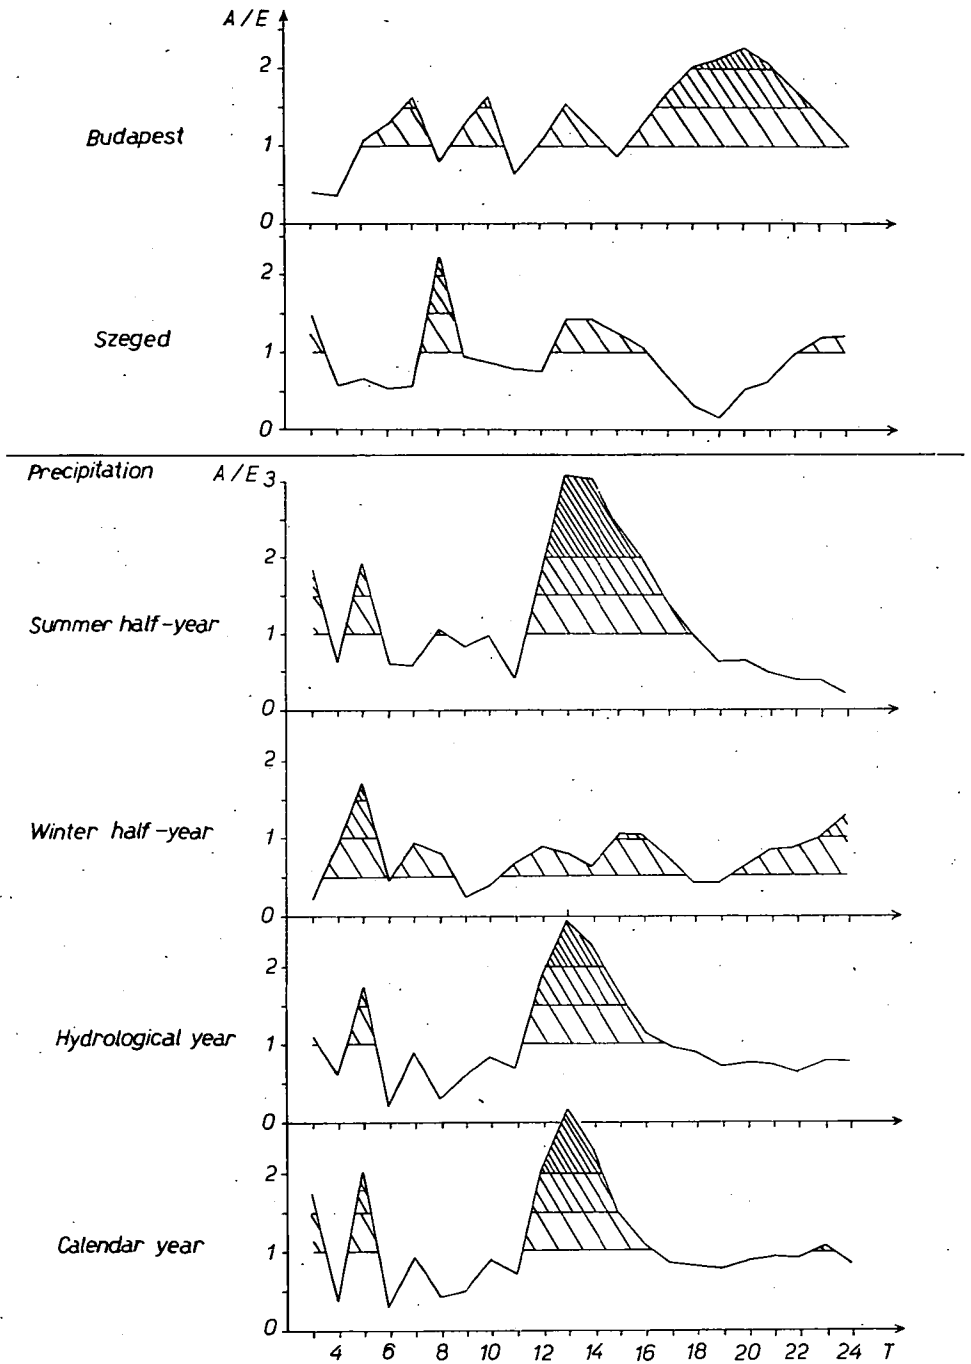 A/E
2
1
0
Budapest
2
1
0
Szeged
Precipitation A/E 3
2
1
0
Summer half-year
2
1
0
Winter half-year
2
1
0
Hydrological year
2
1
0
Calendar year
4 6 8 10 12 14 16 18 20 22 24 T